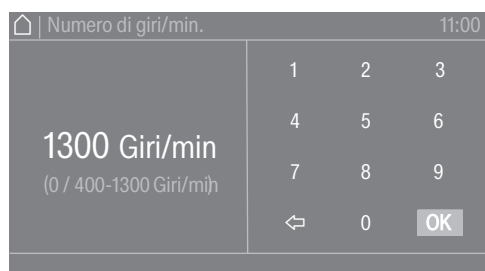 | Numero di giri/min. 11:00
1300 Giri/min
(0 / 400-1300 Giri/min)
1 2 3
4 5 6
7 8 9
0 OK